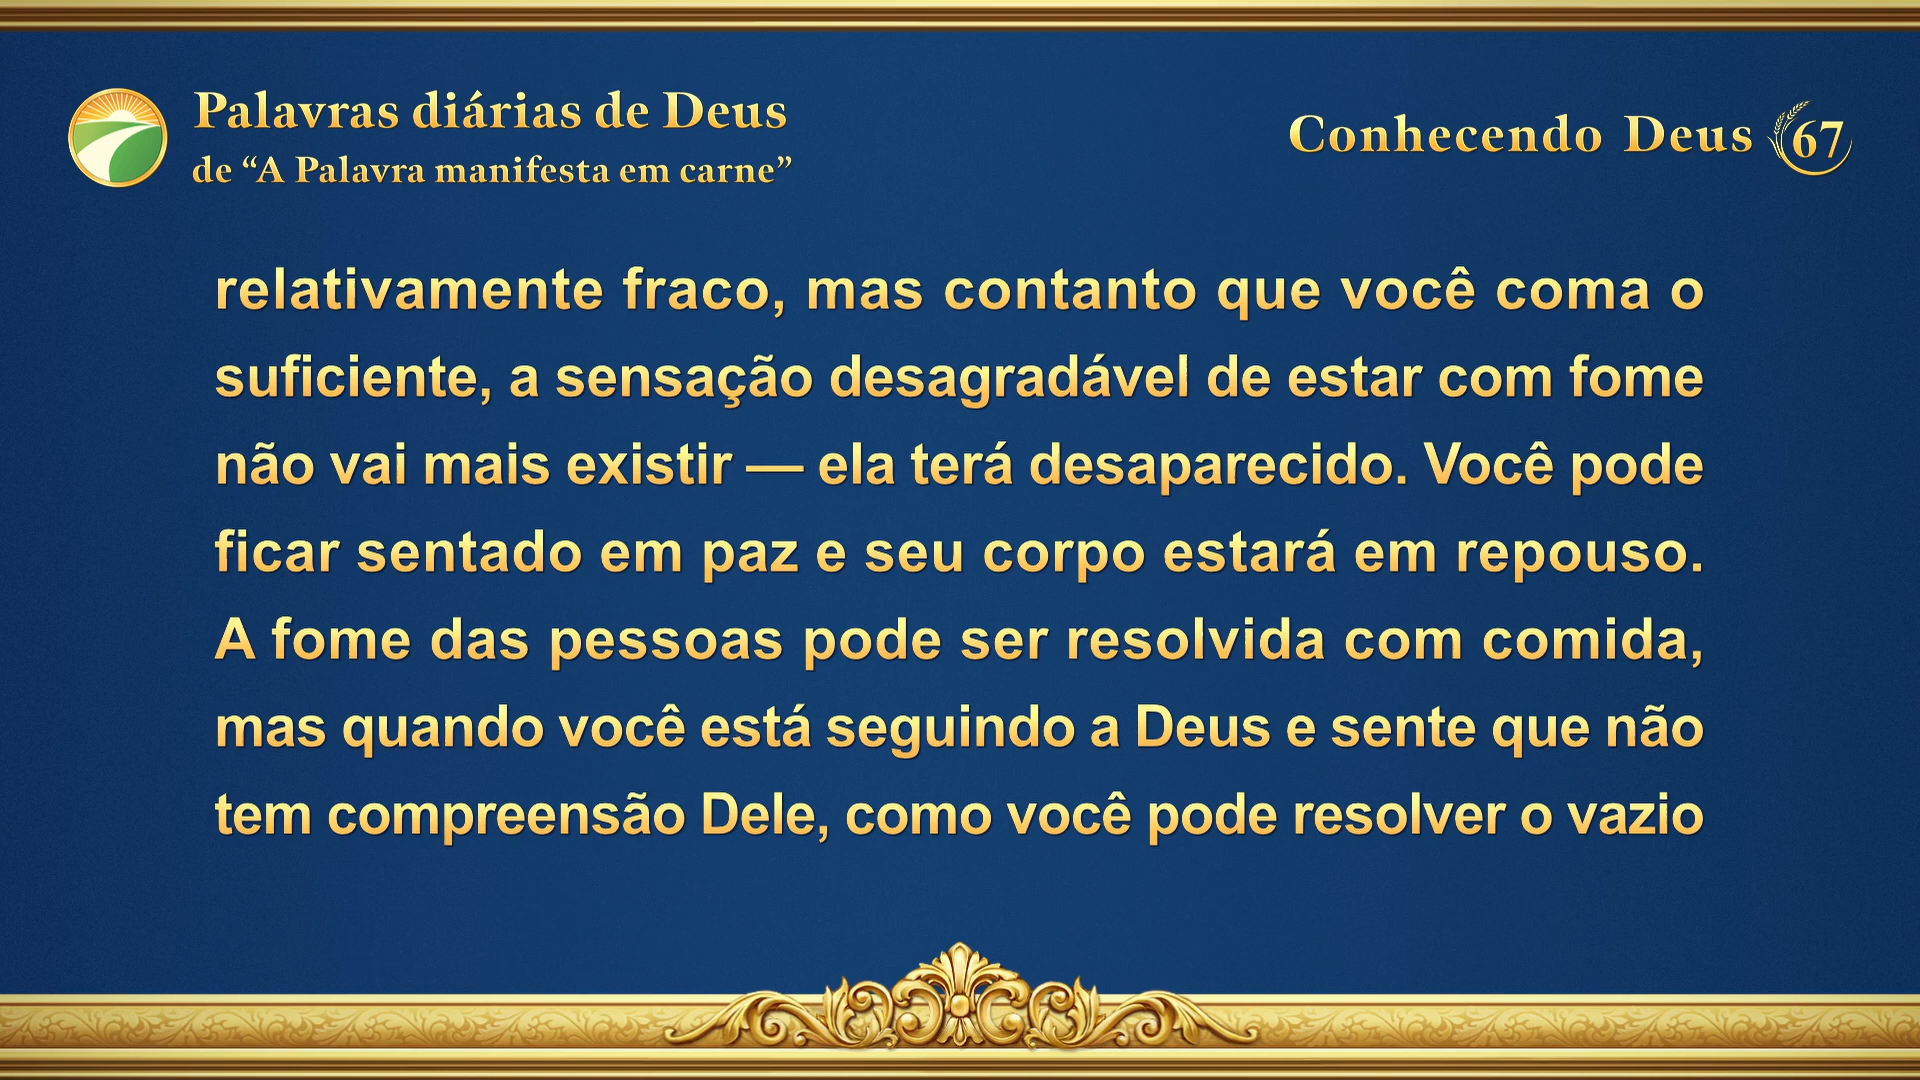 Palavras diárias de Deus
de “A Palavra manifesta em carne”
Conhecendo Deus 67
relativamente fraco, mas contanto que você coma o
suficiente, a sensação desagradável de estar com fome
não vai mais existir — ela terá desaparecido. Você pode
ficar sentado em paz e seu corpo estará em repouso.
A fome das pessoas pode ser resolvida com comida,
mas quando você está seguindo a Deus e sente que não
tem compreensão Dele, como você pode resolver o vazio